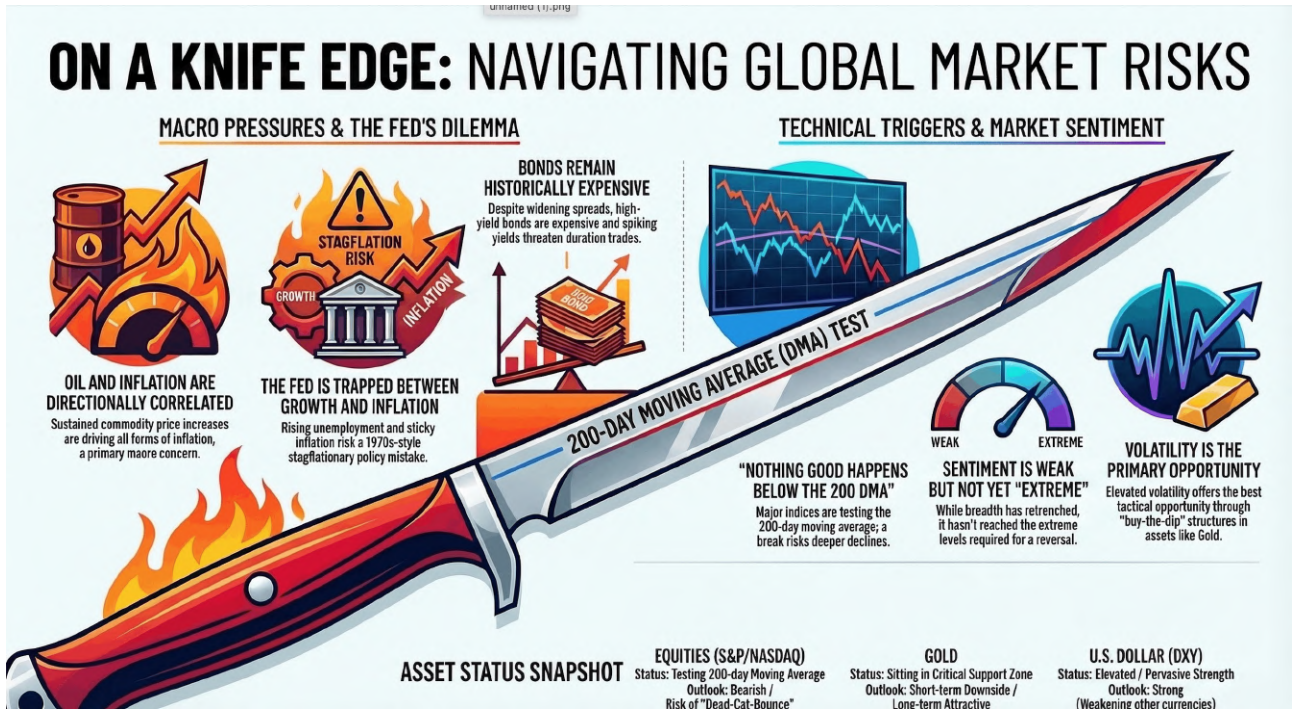 unnamed (1).png
ON A KNIFE EDGE: NAVIGATING GLOBAL MARKET RISKS
MACRO PRESSURES & THE FED'S DILEMMA
STAGFLATION
RISK
GROWTH
INFLATION
BONDS REMAIN
HISTORICALLY EXPENSIVE
Despite widening spreads, high-
yield bonds are expensive and spiking
yields threaten duration trades.
BOND
OIL AND INFLATION ARE
DIRECTIONALLY CORRELATED
Sustained commodity price increases
are driving all forms of inflation,
a primary maore concern.
THE FED IS TRAPPED BETWEEN
GROWTH AND INFLATION
Rising unemployment and sticky
inflation risk a 1970s-style
stagflationary policy mistake.
TECHNICAL TRIGGERS & MARKET SENTIMENT
200-DAY MOVING AVERAGE (DMA) TEST
"NOTHING GOOD HAPPENS
BELOW THE 200 DMA"
Major indices are testing the
200-day moving average; a
break risks deeper declines.
WEAK
EXTREME
SENTIMENT IS WEAK
BUT NOT YET "EXTREME"
While breadth has retrenched,
it hasn't reached the extreme
levels required for a reversal.
VOLATILITY IS THE
PRIMARY OPPORTUNITY
Elevated volatility offers the best
tactical opportunity through
"buy-the-dip" structures in
assets like Gold.
ASSET STATUS SNAPSHOT
EQUITIES (S&P/NASDAQ)
Status: Testing 200-day Moving Average
Outlook: Bearish /
Risk of "Dead-Cat-Bounce"
GOLD
Status: Sitting in Critical Support Zone
Outlook: Short-term Downside /
Long-term Attractive
U.S. DOLLAR (DXY)
Status: Elevated / Pervasive Strength
Outlook: Strong
(Weakening other currencies)